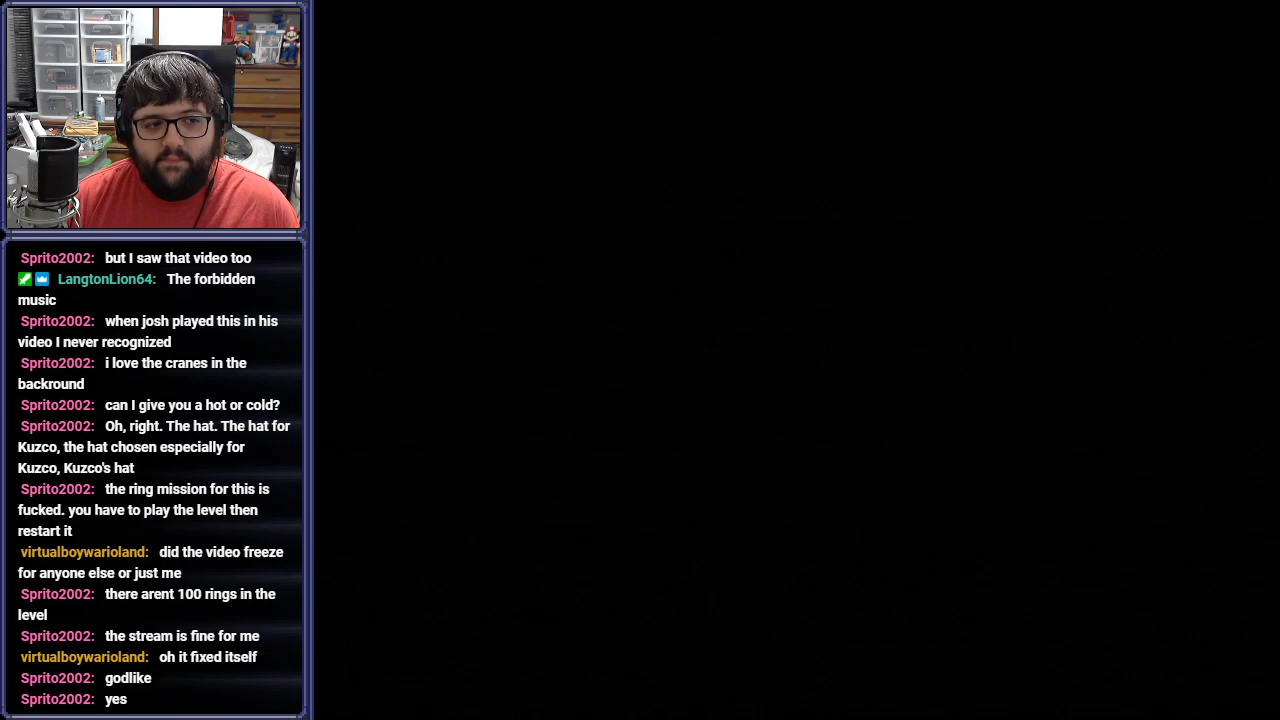 Sprito2002: but I saw that video too
LangtonLion64: The forbidden
music
Sprito2002: when josh played this in his
video I never recognized
Sprito2002: i love the cranes in the
backround
Sprito2002: can I give you a hot or cold?
Sprito2002: Oh, right. The hat. The hat for
Kuzco, the hat chosen especially for
Kuzco, Kuzco's hat
Sprito2002: the ring mission for this is
fucked. you have to play the level then
restart it
virtualboywarioland: did the video freeze
for anyone else or just me
Sprito2002: there arent 100 rings in the
level
Sprito2002: the stream is fine for me
virtualboywarioland: oh it fixed itself
Sprito2002: godlike
Sprito2002: yes